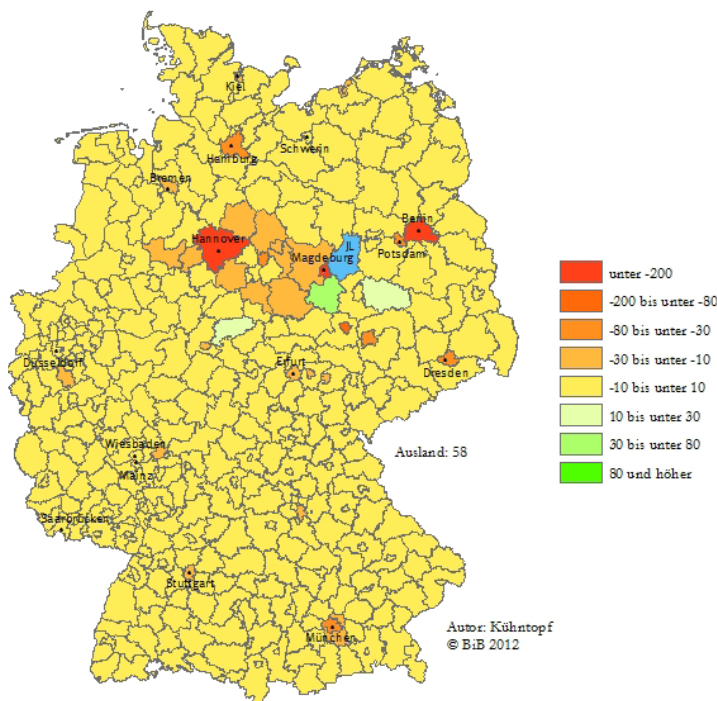 Kiel
Schwerin
Hamburg
Bremen
Berlin
Hannover
JL
Potsdam
Magdeburg
Düsseldorf
Erfurt
Dresden
Wiesbaden
Mainz
Saarbrücken
Stuttgart
München
Ausland: 58
unter -200
-200 bis unter -80
-80 bis unter -30
-30 bis unter -10
-10 bis unter 10
10 bis unter 30
30 bis unter 80
80 und höher
Autor: Kühntopf
© BiB 2012